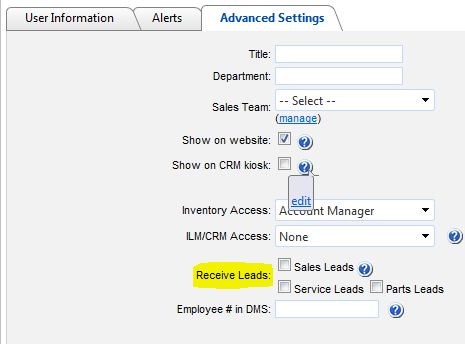 User Information Alerts Advanced Settings
Title:
Department:
Sales Team: -- Select --
(manage)
Show on website: ?
Show on CRM kiosk: ?
edit
Inventory Access: Account Manager
ILM/CRM Access: None ?
Receive Leads: Sales Leads ?
Service Leads Parts Leads
Employee # in DMS: ?